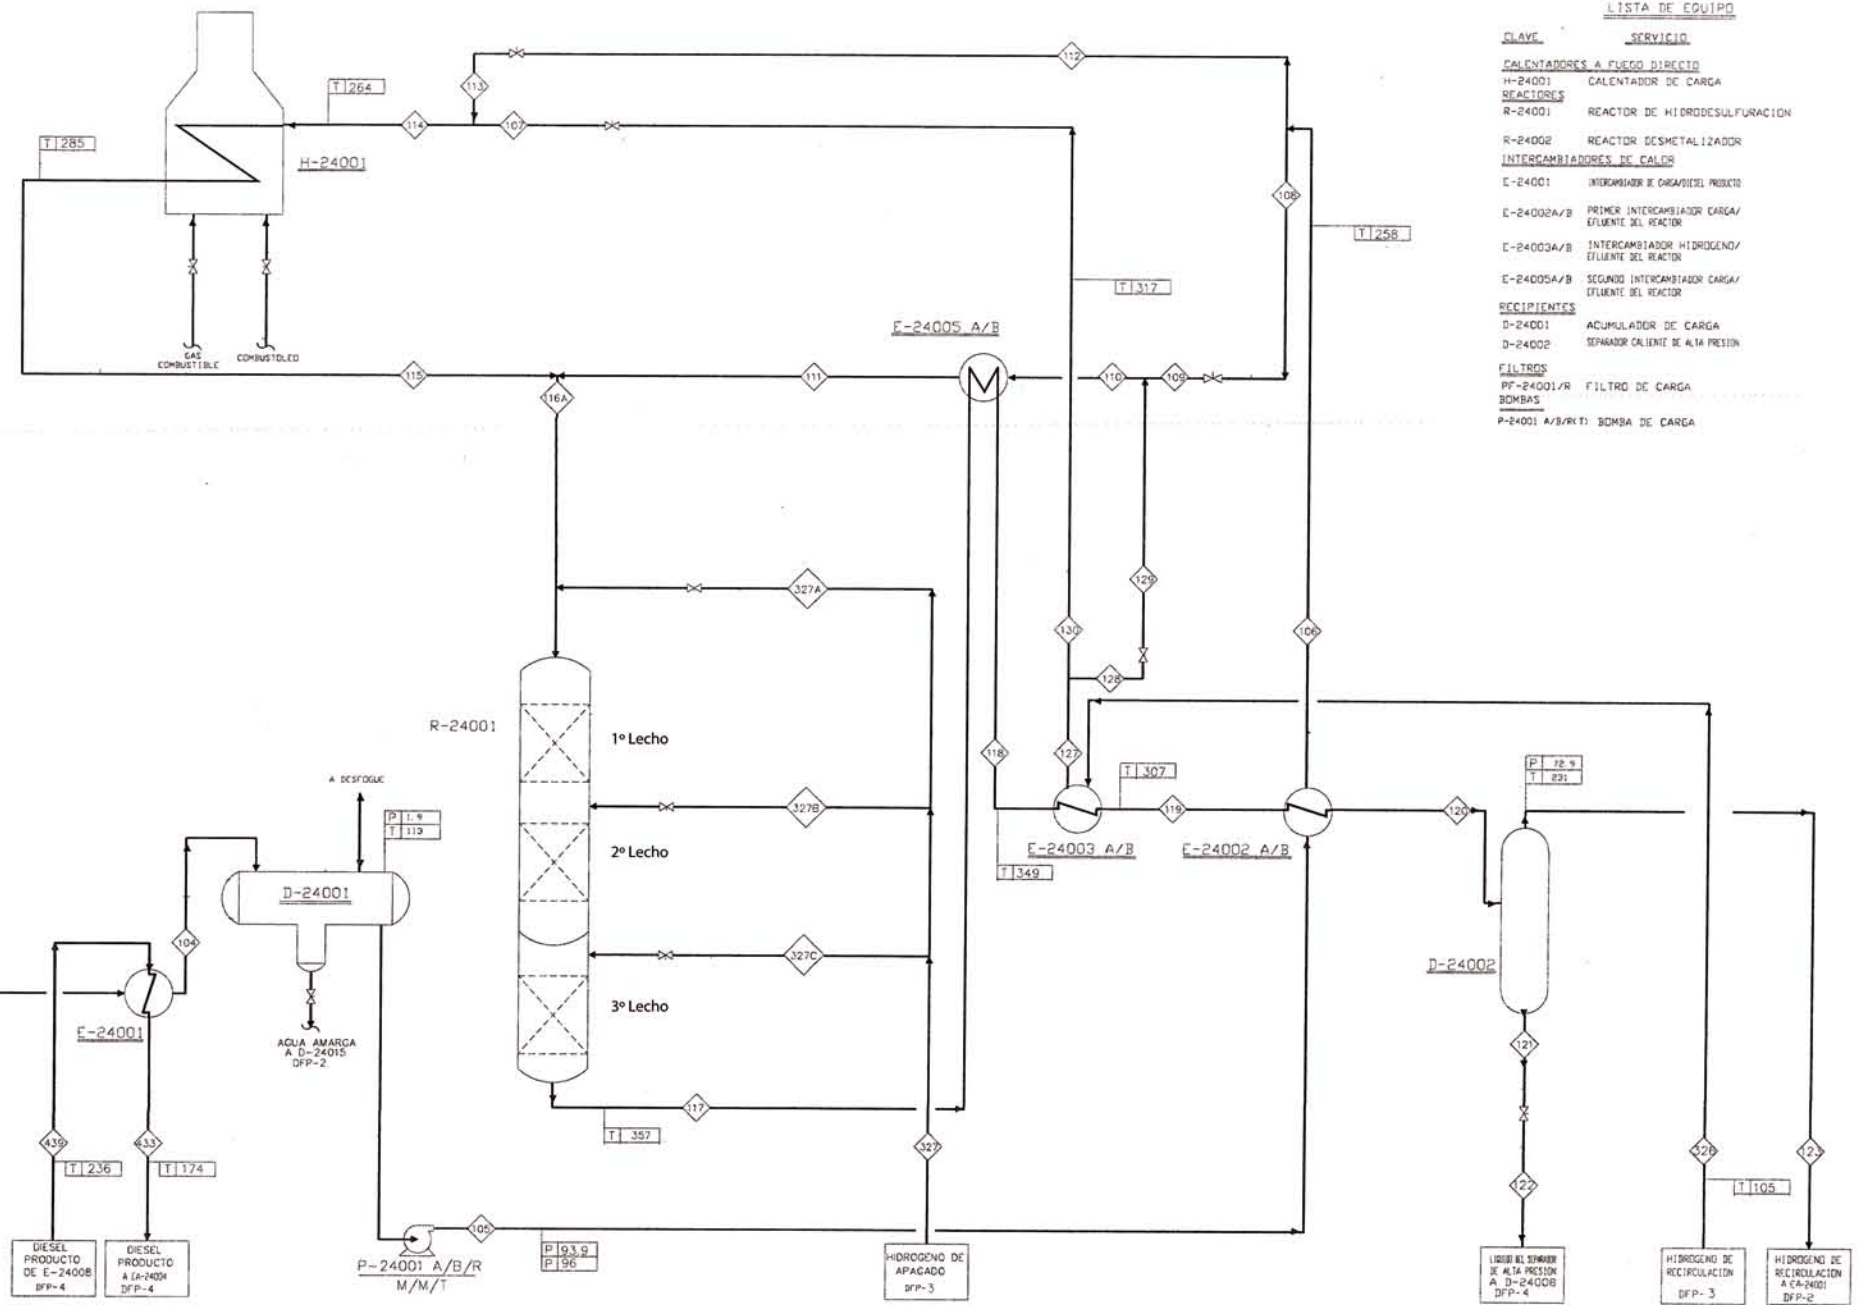 LISTA DE EQUIPO
CLAVE SERVICIO
CALENTADORES A FUEGO DIRECTO
H-24001 CALENTADOR DE CARGA
REACTORES
R-24001 REACTOR DE HIDRODESULFURACION
R-24002 REACTOR DESMETALIZADOR
INTERCAMBIADORES DE CALOR
E-24001 INTERCAMBIADOR DE CARGA/DIESEL PRODUCTO
E-24002A/B PRIMER INTERCAMBIADOR CARGA/
EFLUENTE DEL REACTOR
E-24003A/B INTERCAMBIADOR HIDROGENO/
EFLUENTE DEL REACTOR
E-24005A/B SEGUNDO INTERCAMBIADOR CARGA/
EFLUENTE DEL REACTOR
RECIPIENTES
D-24001 ACUMULADOR DE CARGA
D-24002 SEPARADOR CALIENTE DE ALTA PRESION
FILTROS
PF-24001/R FILTRO DE CARGA
BOMBAS
P-24001 A/B/R(T) BOMBA DE CARGA
112
113
T 264
114
107
T 285
H-24001
108
T 258
T 317
E-24005 A/B
GAS
COMBUSTIBLE
COMBUSTOLEO
115
111
110
109
116A
327A
129
130
106
128
R-24001
1º Lecho
118
127
T 307
P 72.9
T 231
A DESFOGUE
327B
119
120
P 1.9
T 113
2º Lecho
E-24003 A/B
E-24002 A/B
T 349
D-24001
104
327C
D-24002
3º Lecho
E-24001
AGUA AMARGA
A D-24015
DFP-2
121
117
T 357
439
433
327
326
123
T 236
T 174
122
T 105
105
P 93.9
P 96
P-24001 A/B/R
M/M/T
DIESEL
PRODUCTO
DE E-24008
DFP-4
DIESEL
PRODUCTO
A EA-24004
DFP-4
HIDROGENO DE
APAGADO
DFP-3
LIQUIDO DEL SEPARADOR
DE ALTA PRESION
A D-24006
DFP-4
HIDROGENO DE
RECIRCULACION
DFP-3
HIDROGENO DE
RECIRCULACION
A EA-24001
DFP-2